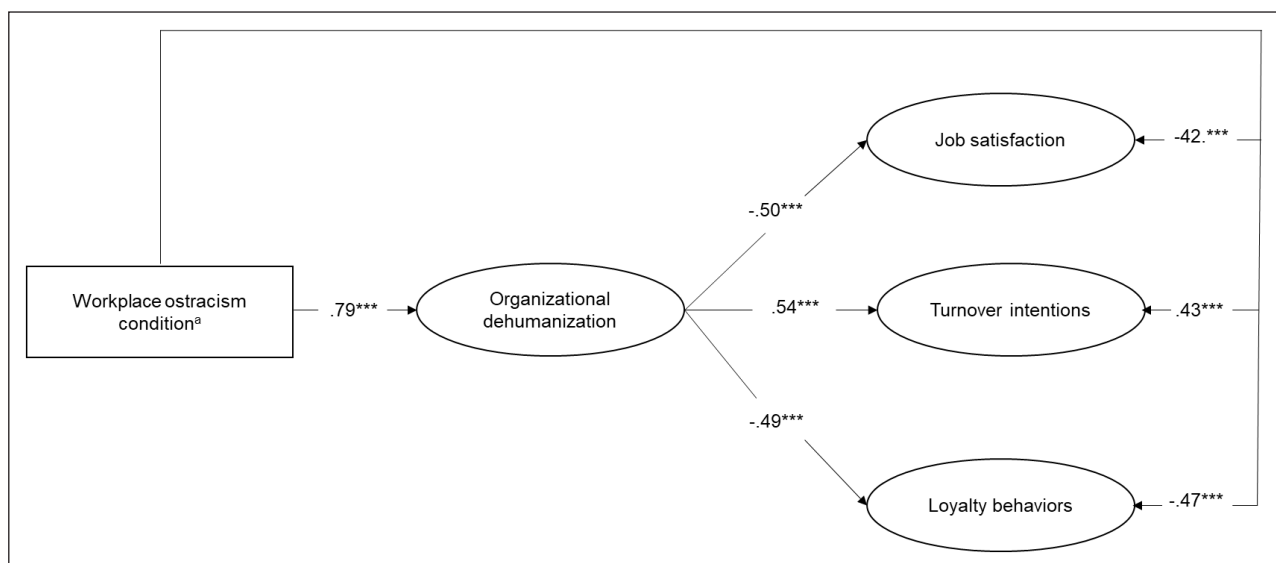 Job satisfaction
-42.***
-.50***
Workplace ostracism
conditionᵃ
.79***
Organizational
dehumanization
.54***
Turnover intentions
.43***
-.49***
Loyalty behaviors
-.47***